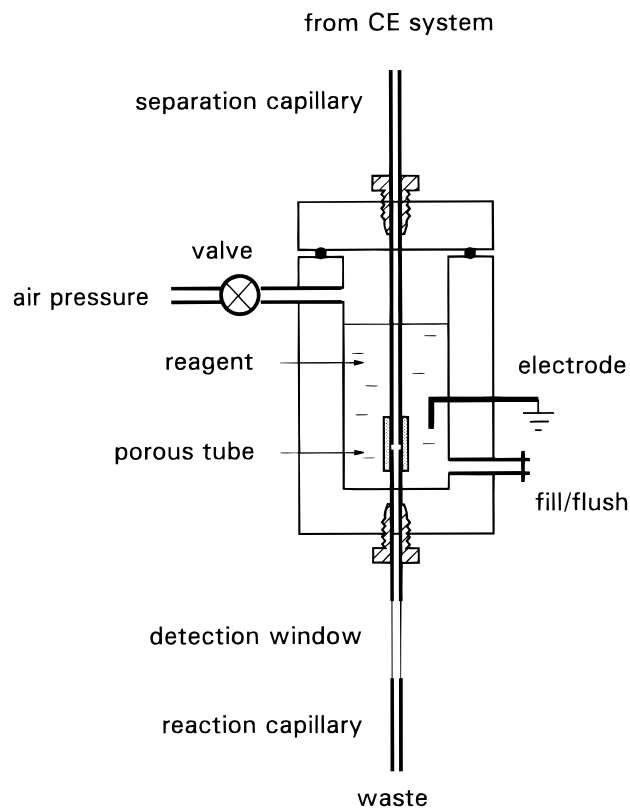 from CE system
separation capillary
valve
air pressure
reagent
electrode
porous tube
fill/flush
detection window
reaction capillary
waste